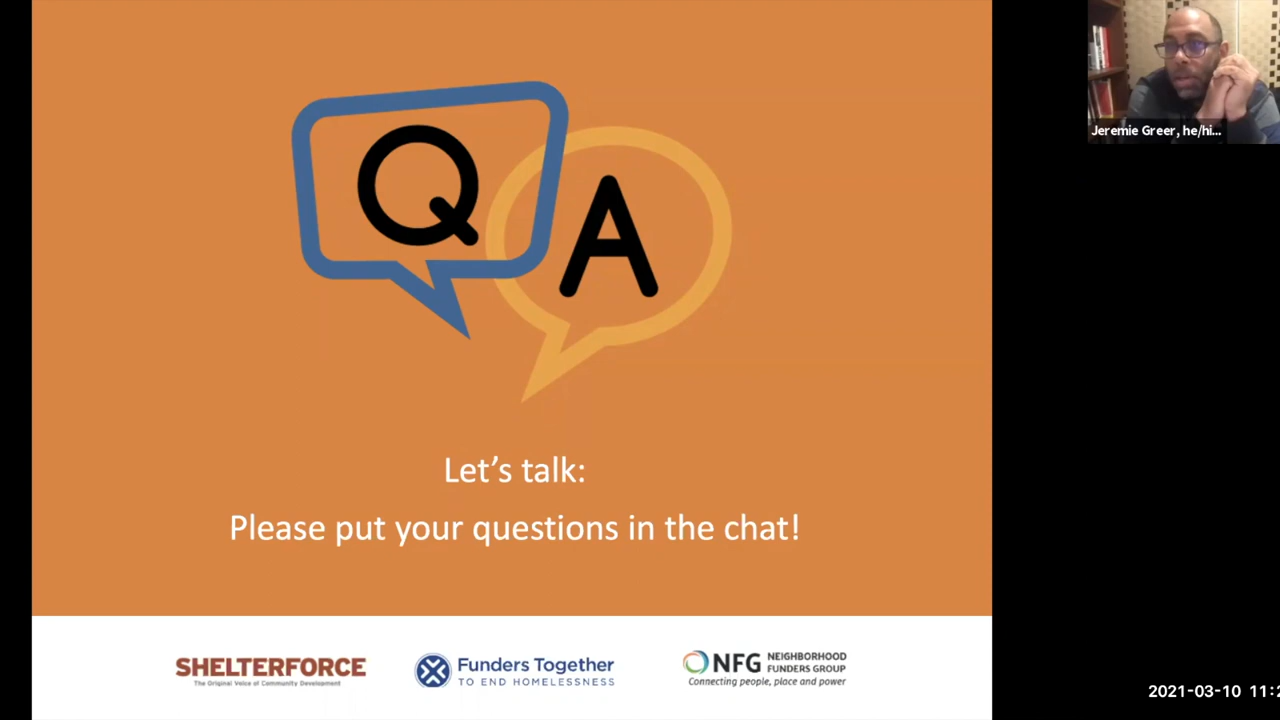 Q
A
Let's talk:
Please put your questions in the chat!
SHELTERFORCE
The Original Voice of Community Development
Funders Together
TO END HOMELESSNESS
NFG NEIGHBORHOOD
FUNDERS GROUP
Connecting people, place and power
Jeremie Greer, he/hi...
2021-03-10 11:2